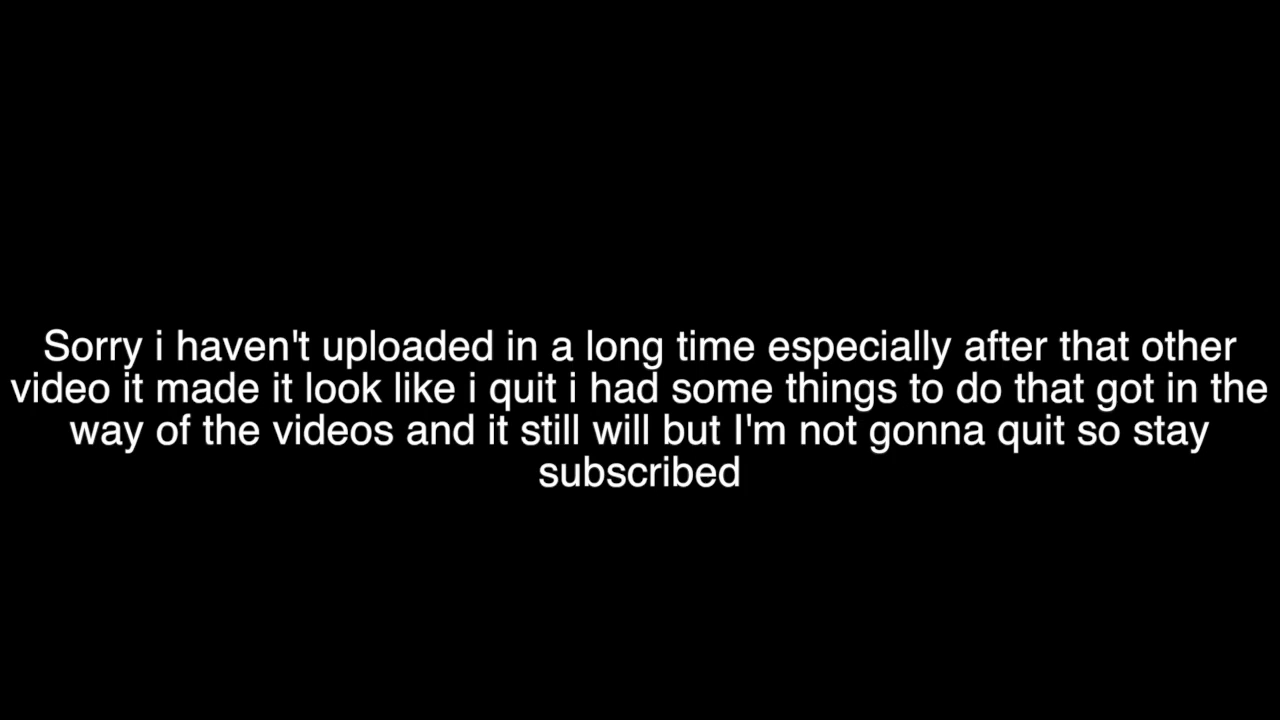 Sorry i haven't uploaded in a long time especially after that other
video it made it look like i quit i had some things to do that got in the
way of the videos and it still will but I'm not gonna quit so stay
subscribed